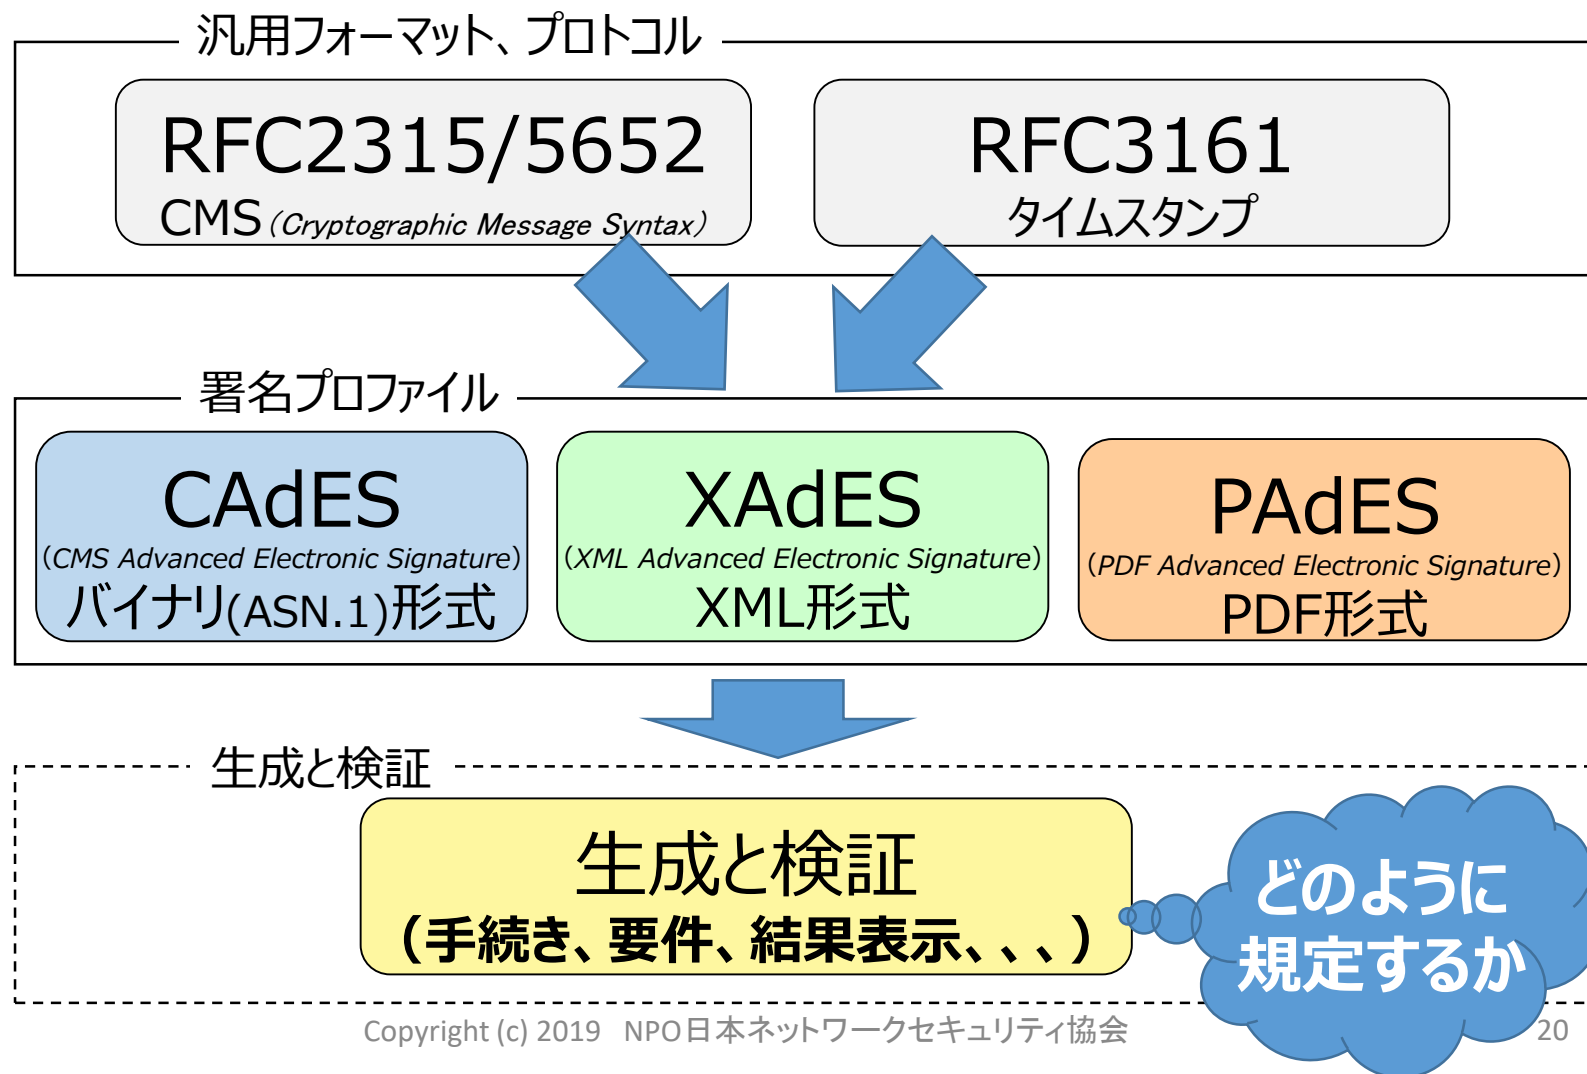 汎用フォーマット、プロトコル
RFC2315/5652
CMS(Cryptographic Message Syntax)
RFC3161
タイムスタンプ
署名プロファイル
CAdES
(CMS Advanced Electronic Signature)
バイナリ(ASN.1)形式
XAdES
(XML Advanced Electronic Signature)
XML形式
PAdES
(PDF Advanced Electronic Signature)
PDF形式
生成と検証
生成と検証
(手続き、要件、結果表示、、、)
どのように
規定するか
Copyright (c) 2019 NPO日本ネットワークセキュリティ協会
20